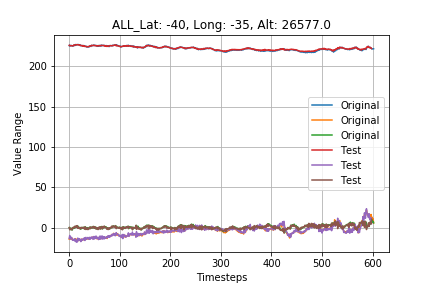 ALL_Lat: -40, Long: -35, Alt: 26577.0
200
150
100
50
0
Value Range
Original
Original
Original
Test
Test
Test
0 100 200 300 400 500 600
Timesteps